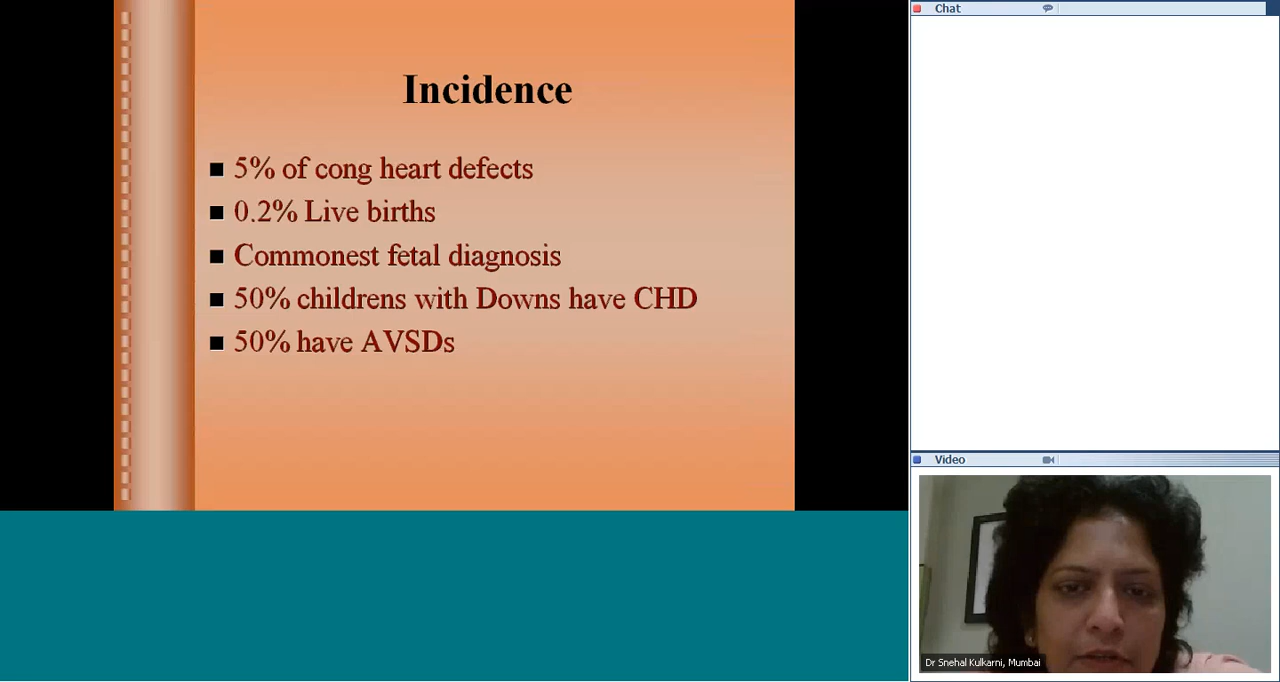 Incidence
5% of cong heart defects
0.2% Live births
Commonest fetal diagnosis
50% childrens with Downs have CHD
50% have AVSDs
Chat
Video
Dr Snehal Kulkarni, Mumbai